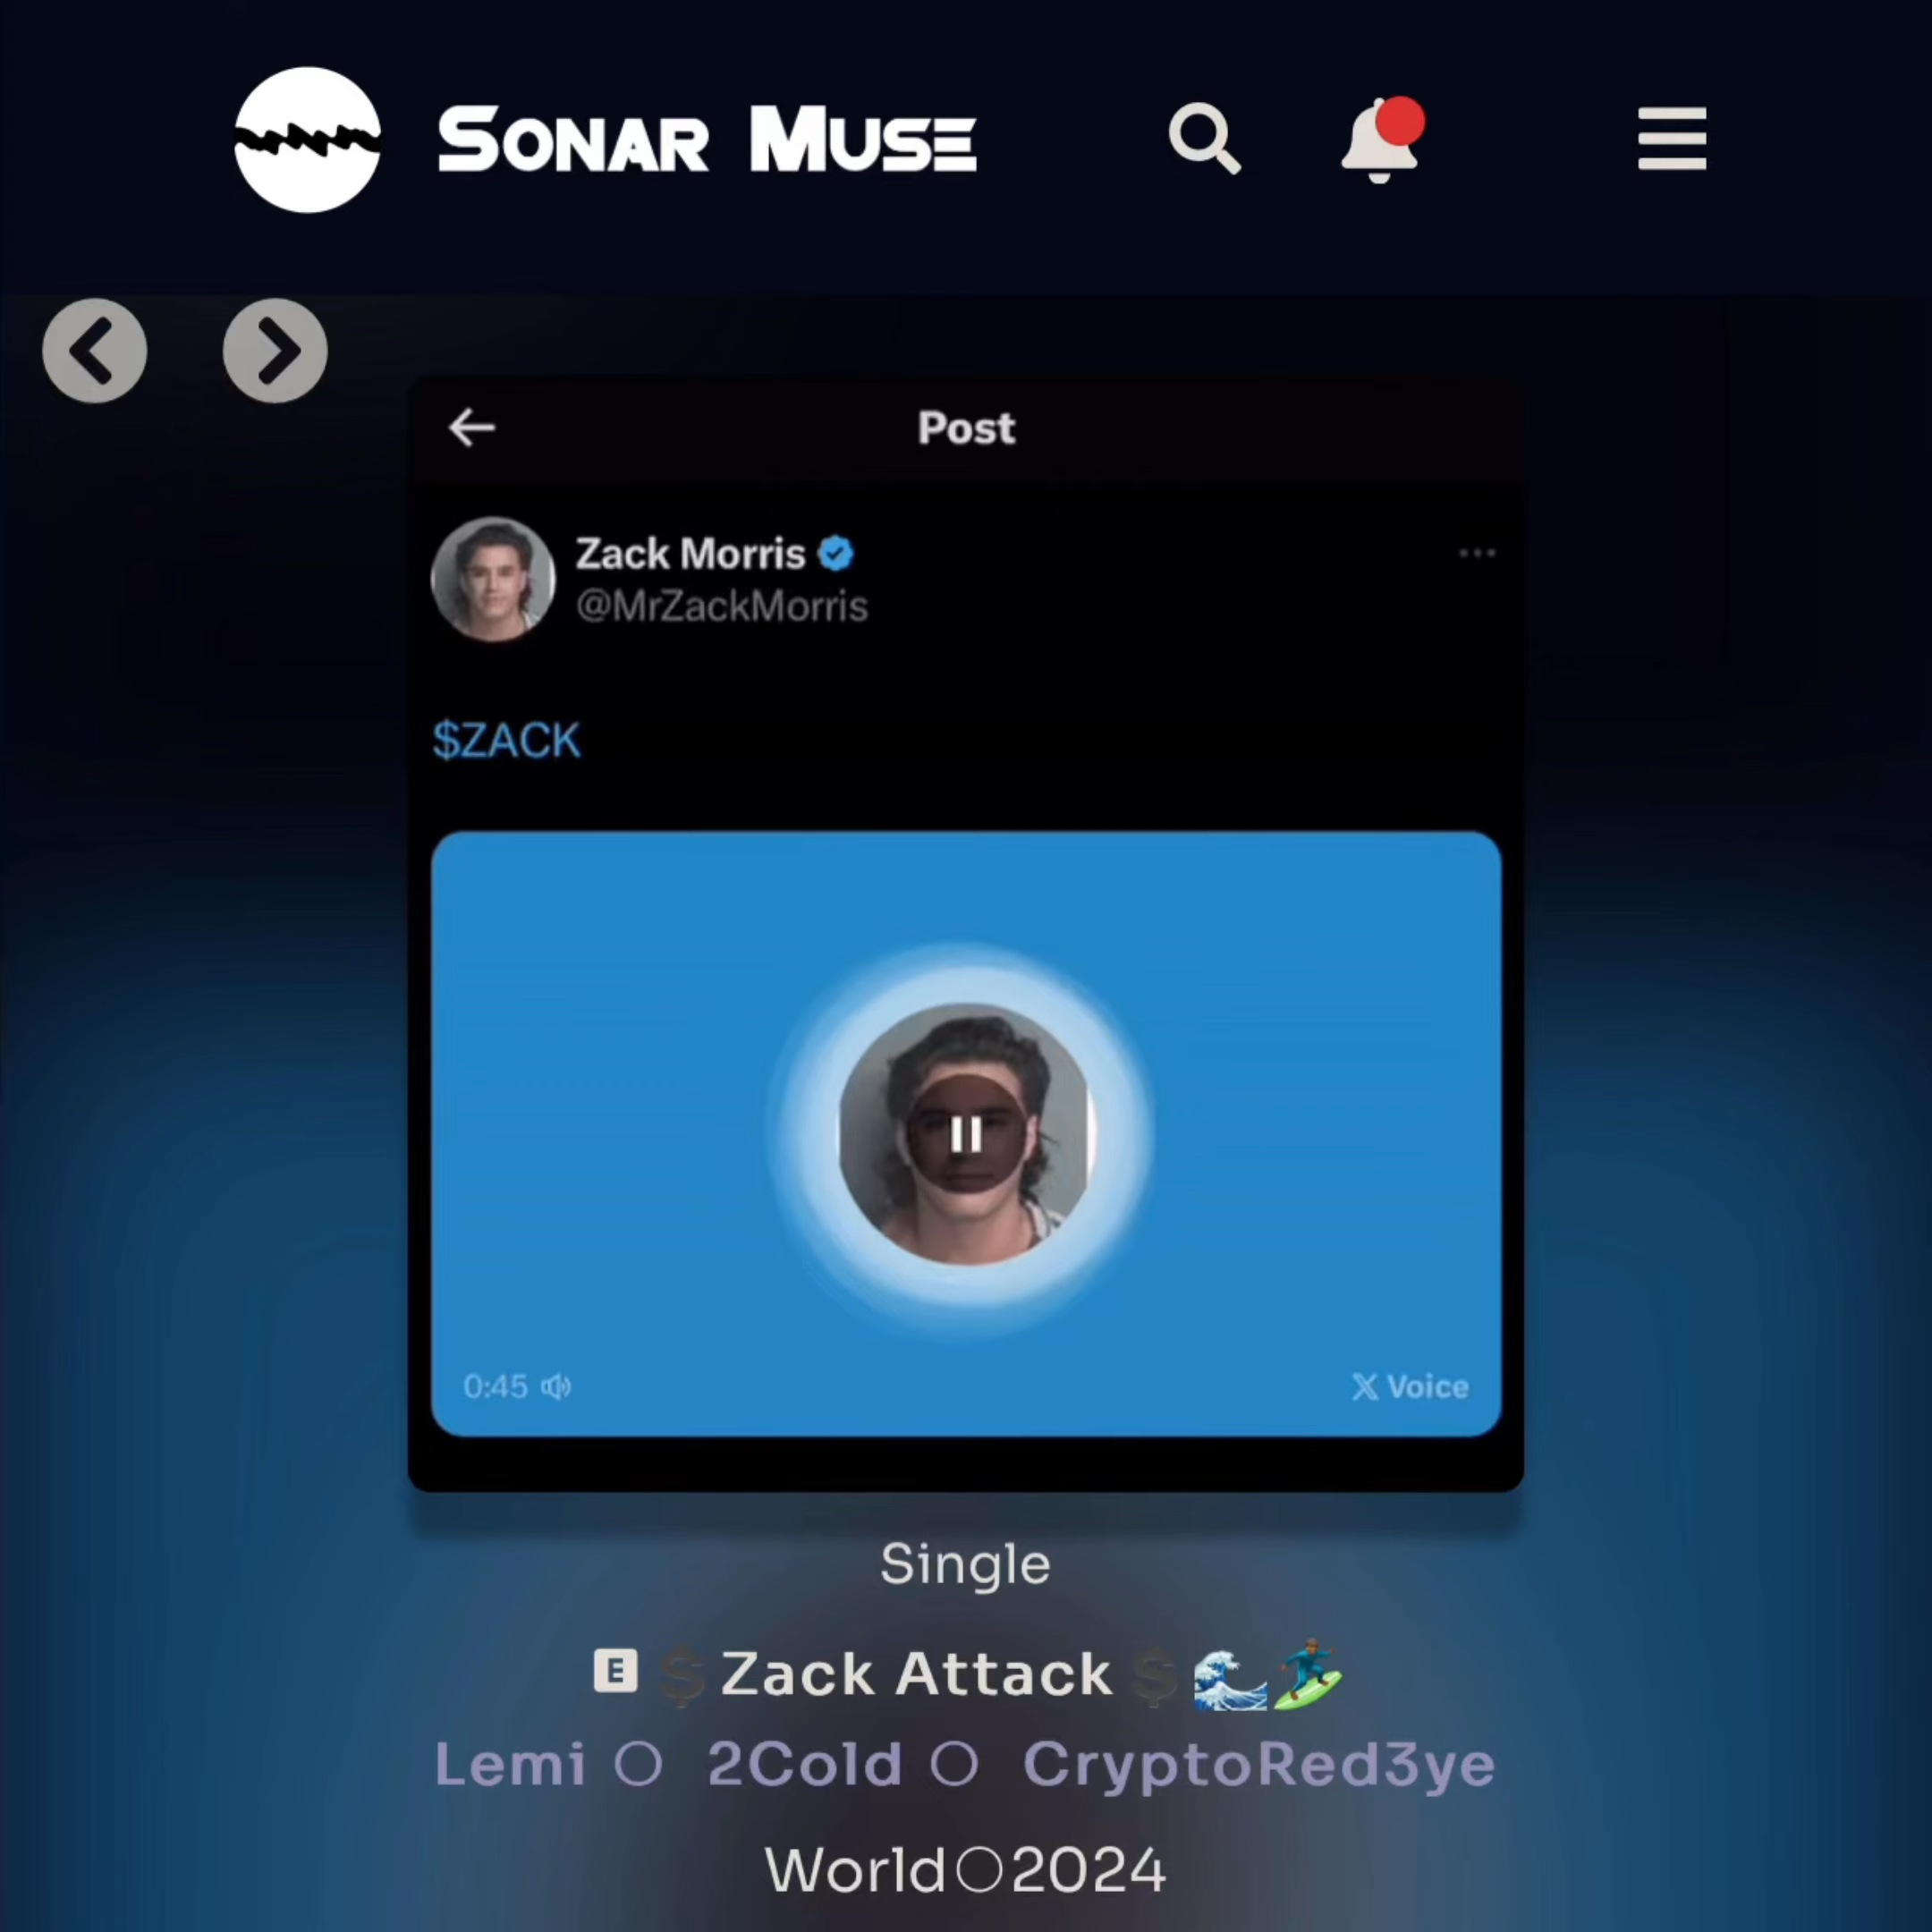 SONAR MUSE
Post
Zack Morris
@MrZackMorris
$ZACK
0:45
X Voice
Single
E $ Zack Attack $ 🌊🏄🏾
Lemi ○ 2Cold ○ CryptoRed3ye
World○2024